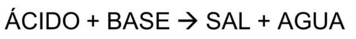 ÁCIDO + BASE → SAL + AGUA